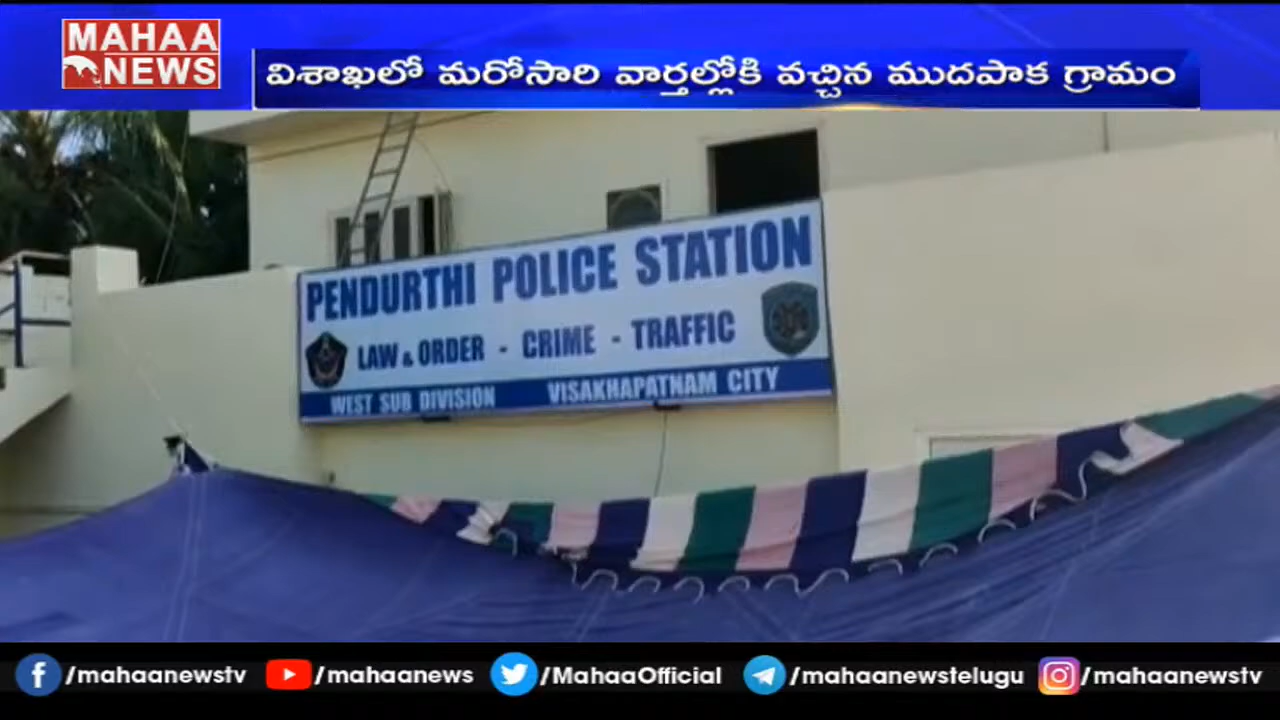 MAHAA
NEWS
విశాఖలో మరోసారి వార్తల్లోకి వచ్చిన ముదపాక గ్రామం
PENDURTHI POLICE STATION
LAW & ORDER - CRIME - TRAFFIC
WEST SUB DIVISION VISAKHAPATNAM CITY
/mahaanewstv /mahaanews /MahaaOfficial /mahaanewstelugu /mahaanewstv